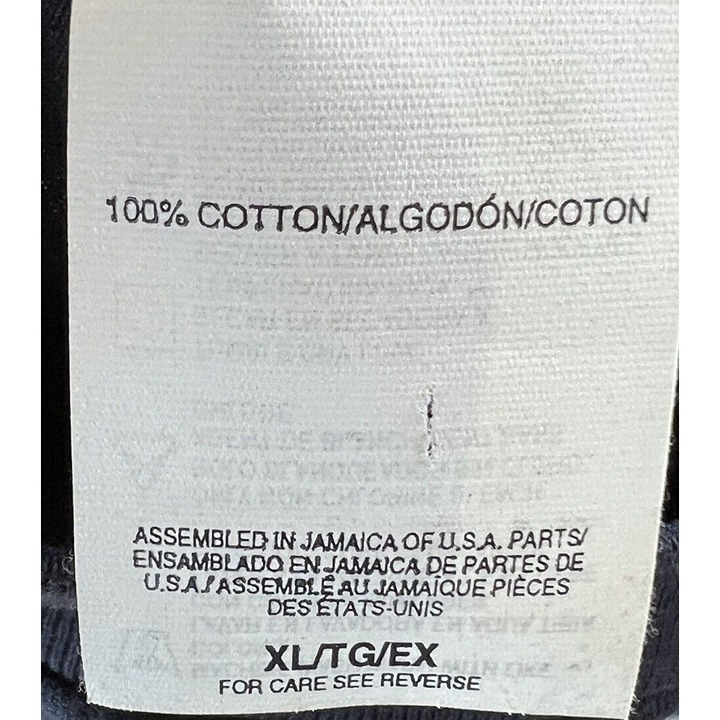 100% COTTON/ALGODÓN/COTON
ASSEMBLED IN JAMAICA OF U.S.A. PARTS/
ENSAMBLADO EN JAMAICA DE PARTES DE
U.S.A./ASSEMBLÉ AU JAMAÏQUE PIÈCES
DES ÉTATS-UNIS
XL/TG/EX
FOR CARE SEE REVERSE